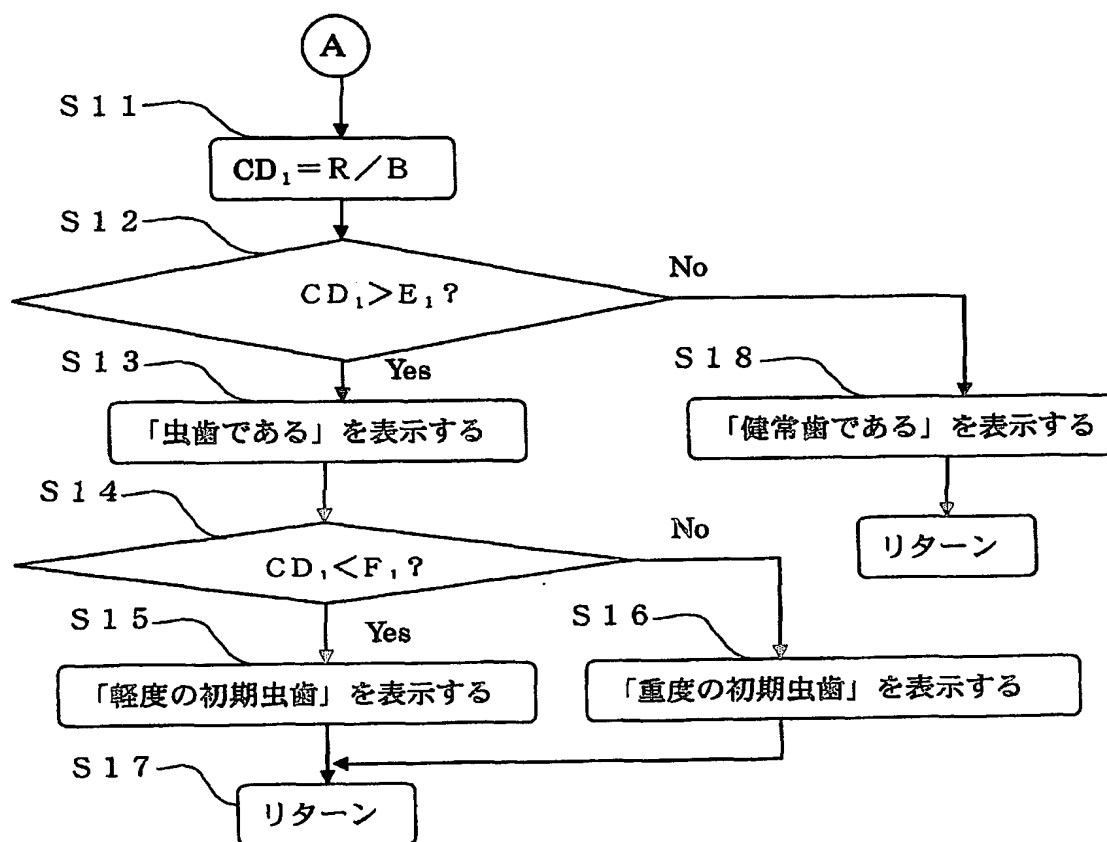 A
S11
CD₁=R/B
S12
CD₁>E₁?
No
Yes
S13
「虫歯である」を表示する
S18
「健常歯である」を表示する
リターン
S14
CD₁<F₁?
No
Yes
S15
「軽度の初期虫歯」を表示する
S16
「重度の初期虫歯」を表示する
S17
リターン